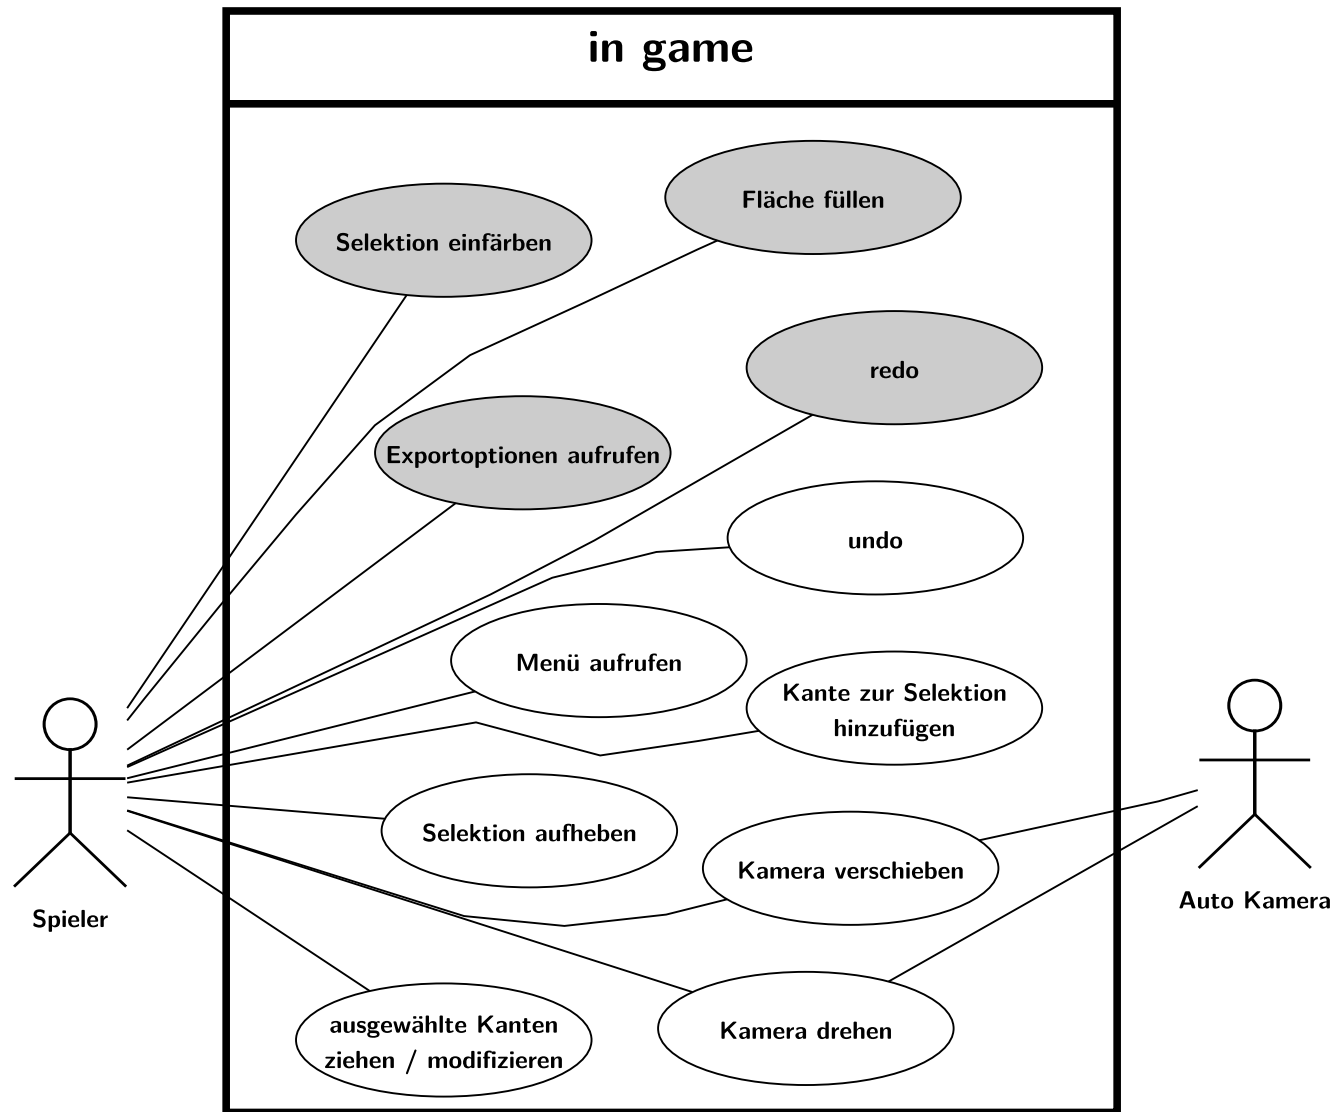 in game
Fläche füllen
Selektion einfärben
redo
Exportoptionen aufrufen
undo
Menü aufrufen
Kante zur Selektion
hinzufügen
Selektion aufheben
Kamera verschieben
Auto Kamera
Spieler
ausgewählte Kanten
ziehen / modifizieren
Kamera drehen